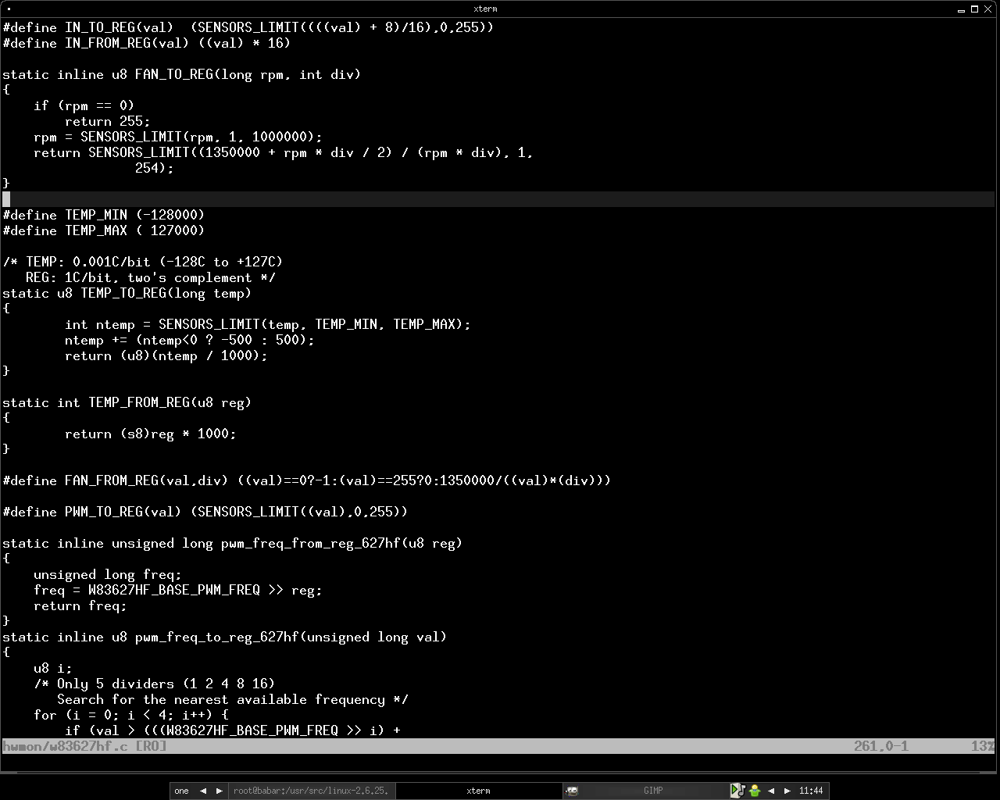 xterm
#define IN_TO_REG(val)  (SENSORS_LIMIT((((val) + 8)/16),0,255))
#define IN_FROM_REG(val) ((val) * 16)

static inline u8 FAN_TO_REG(long rpm, int div)
{
    if (rpm == 0)
        return 255;
    rpm = SENSORS_LIMIT(rpm, 1, 1000000);
    return SENSORS_LIMIT((1350000 + rpm * div / 2) / (rpm * div), 1,
                 254);
}

#define TEMP_MIN (-128000)
#define TEMP_MAX ( 127000)

/* TEMP: 0.001C/bit (-128C to +127C)
   REG: 1C/bit, two's complement */
static u8 TEMP_TO_REG(long temp)
{
        int ntemp = SENSORS_LIMIT(temp, TEMP_MIN, TEMP_MAX);
        ntemp += (ntemp<0 ? -500 : 500);
        return (u8)(ntemp / 1000);
}

static int TEMP_FROM_REG(u8 reg)
{
        return (s8)reg * 1000;
}

#define FAN_FROM_REG(val,div) ((val)==0?-1:(val)==255?0:1350000/((val)*(div)))

#define PWM_TO_REG(val) (SENSORS_LIMIT((val),0,255))

static inline unsigned long pwm_freq_from_reg_627hf(u8 reg)
{
    unsigned long freq;
    freq = W83627HF_BASE_PWM_FREQ >> reg;
    return freq;
}
static inline u8 pwm_freq_to_reg_627hf(unsigned long val)
{
    u8 i;
    /* Only 5 dividers (1 2 4 8 16)
       Search for the nearest available frequency */
    for (i = 0; i < 4; i++) {
        if (val > (((W83627HF_BASE_PWM_FREQ >> i) +
hwmon/w83627hf.c [RO] 261,0-1 13%
one root@babar:/usr/src/linux-2.6.25. xterm GIMP 11:44